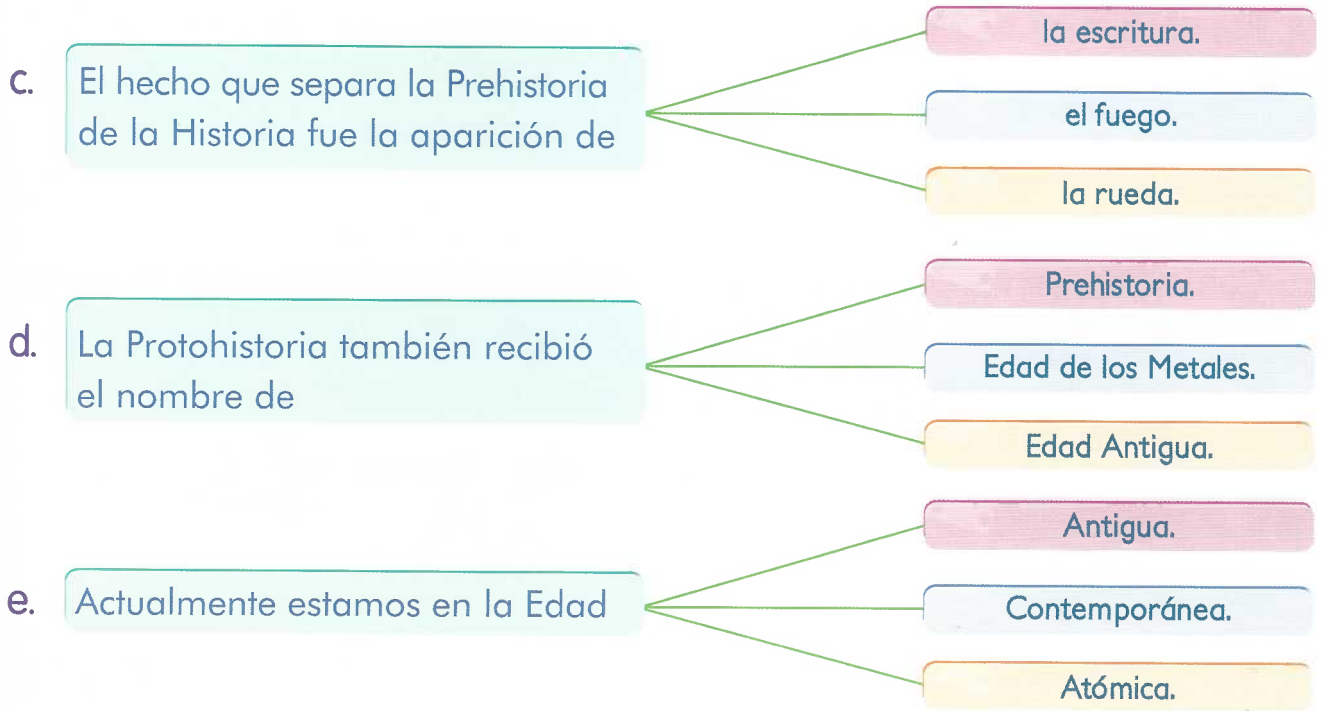 c. El hecho que separa la Prehistoria
de la Historia fue la aparición de
la escritura.
el fuego.
la rueda.
d. La Protohistoria también recibió
el nombre de
Prehistoria.
Edad de los Metales.
Edad Antigua.
e. Actualmente estamos en la Edad
Antigua.
Contemporánea.
Atómica.